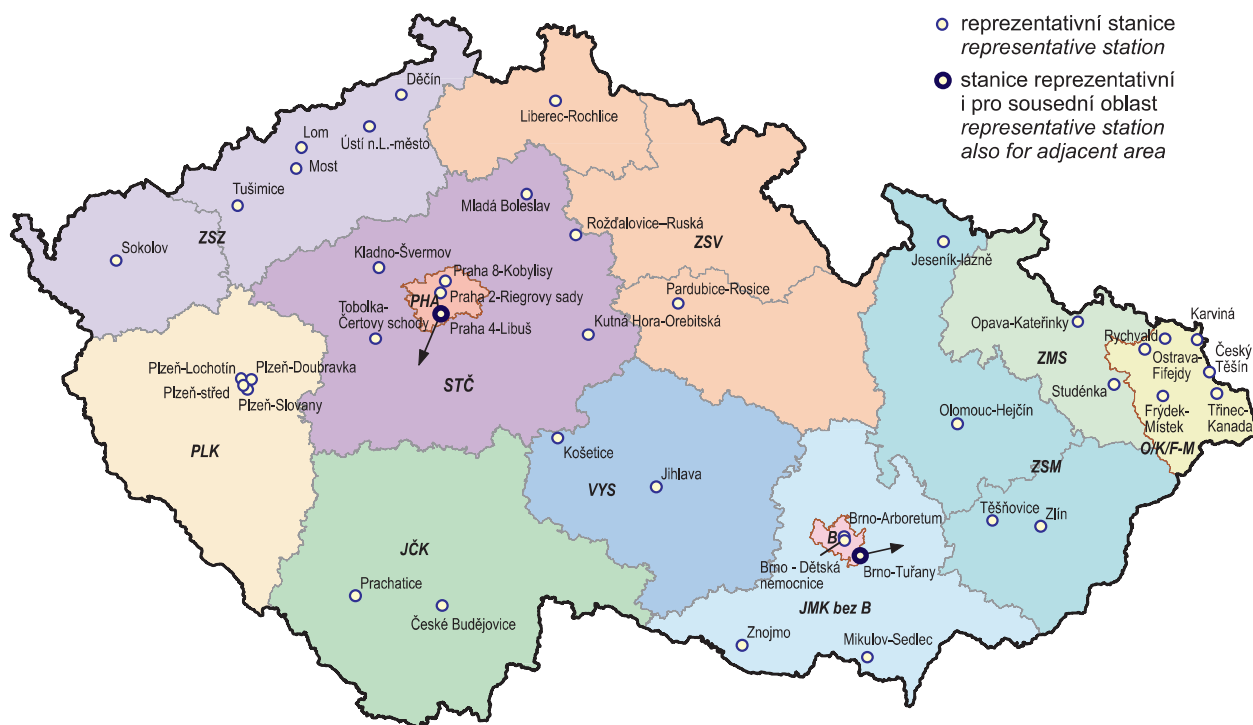 reprezentativní stanice
representative station
stanice reprezentativní
i pro sousední oblast
representative station
also for adjacent area
Děčín
Liberec-Rochlice
Lom
Ústí n.L.-město
Most
Tušimice
Mladá Boleslav
Rožďalovice–Ruská
ZSZ
ZSV
Sokolov
Jeseník-lázně
Kladno-Švermov
Praha 8-Kobylisy
PHA
Praha 2-Riegrovy sady
Pardubice-Rosice
Tobolka-
Čertovy schody
Praha 4-Libuš
Kutná Hora-Orebitská
Opava-Kateřinky
Karviná
Rychvald
Český
Těšín
Ostrava-
Fifejdy
ZMS
STČ
Plzeň-Lochotín
Plzeň-Doubravka
Plzeň-střed
Plzeň-Slovany
Studénka
Frýdek-
Místek
Třinec-
Kanada
Olomouc-Hejčín
O/K/F-M
PLK
Košetice
ZSM
Jihlava
VYS
Brno-Arboretum
Těšňovice
Zlín
B
JČK
Brno - Dětská
nemocnice
Brno-Tuřany
Prachatice
JMK bez B
České Budějovice
Znojmo
Mikulov-Sedlec